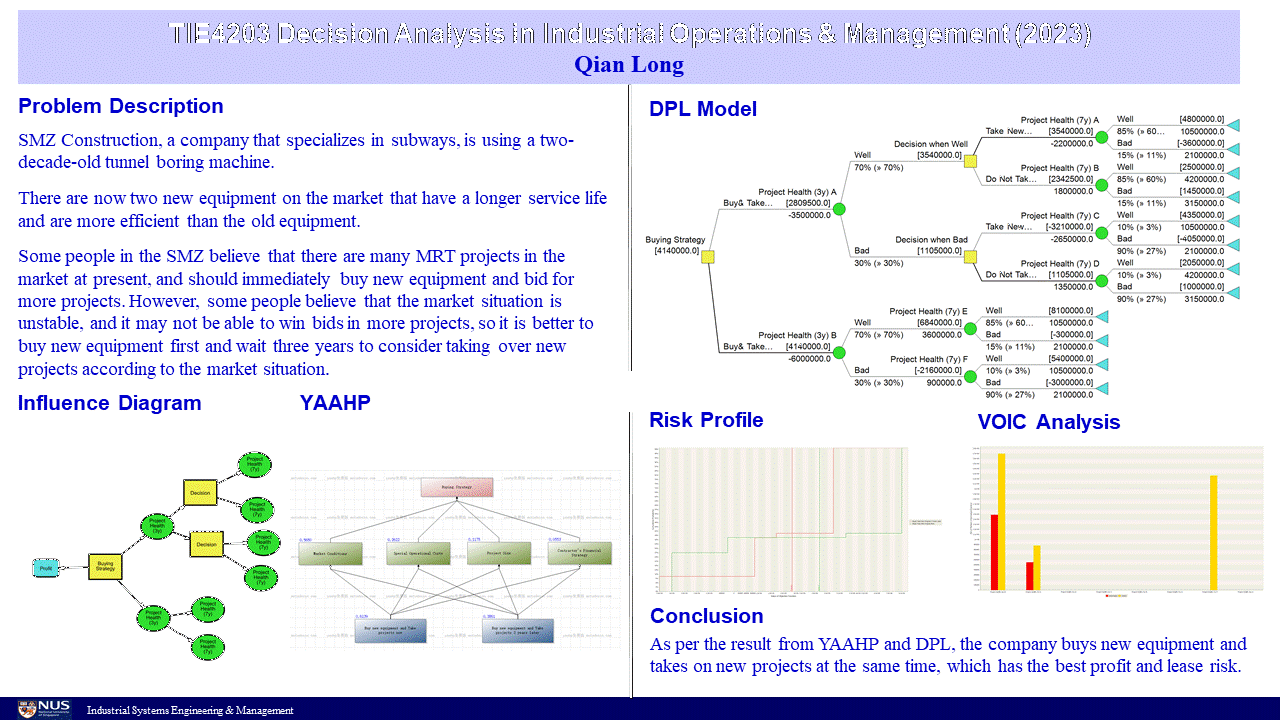 TIE4203 Decision Analysis in Industrial Operations & Management (2023)
Qian Long
Problem Description
SMZ Construction, a company that specializes in subways, is using a two-
decade-old tunnel boring machine.
There are now two new equipment on the market that have a longer service life
and are more efficient than the old equipment.
Some people in the SMZ believe that there are many MRT projects in the
market at present, and should immediately buy new equipment and bid for
more projects. However, some people believe that the market situation is
unstable, and it may not be able to win bids in more projects, so it is better to
buy new equipment first and wait three years to consider taking over new
projects according to the market situation.
Influence Diagram
Profit
Buying
Strategy
Project
Health
(3y)
Project
Health
(3y)
Decision
Decision
Project
Health
(7y)
Project
Health
(7y)
Project
Health
(7y)
Project
Health
(7y)
Project
Health
(7y)
Project
Health
(7y)
YAAHP
Buying Strategy
Market Conditions
Special Operational Costs
Project Size
Contractor's Financial
Strategy
Buy new equipment and Take
projects now
Buy new equipment and Take
projects 3 years later
DPL Model
Buying Strategy
[4140000.0]
Buy& Take…
Project Health (3y) A
[2809500.0]
-3500000.0
Well
70% (» 70%)
Decision when Well
[3540000.0]
Take New…
Project Health (7y) A
[3540000.0]
-2200000.0
Well [4800000.0]
85% (» 60… 10500000.0
Bad [-3600000.0]
15% (» 11%) 2100000.0
Do Not Tak…
Project Health (7y) B
[2342500.0]
1800000.0
Well [2500000.0]
85% (» 60%) 4200000.0
Bad [1450000.0]
15% (» 11%) 3150000.0
Bad
30% (» 30%)
Decision when Bad
[1105000.0]
Take New…
Project Health (7y) C
[-3210000.0]
-2650000.0
Well [4350000.0]
10% (» 3%) 10500000.0
Bad [-4050000.0]
90% (» 27%) 2100000.0
Do Not Tak…
Project Health (7y) D
[1105000.0]
1350000.0
Well [2050000.0]
10% (» 3%) 4200000.0
Bad [1000000.0]
90% (» 27%) 3150000.0
Buy& Take…
Project Health (3y) B
[4140000.0]
-6000000.0
Well
70% (» 70%)
Project Health (7y) E
[6840000.0]
3600000.0
Well [8100000.0]
85% (» 60… 10500000.0
Bad [-300000.0]
15% (» 11%) 2100000.0
Bad
30% (» 30%)
Project Health (7y) F
[-2160000.0]
900000.0
Well [5400000.0]
10% (» 3%) 10500000.0
Bad [-3000000.0]
90% (» 27%) 2100000.0
Risk Profile
VOIC Analysis
Conclusion
As per the result from YAAHP and DPL, the company buys new equipment and
takes on new projects at the same time, which has the best profit and lease risk.
NUS
National University
of Singapore
Industrial Systems Engineering & Management